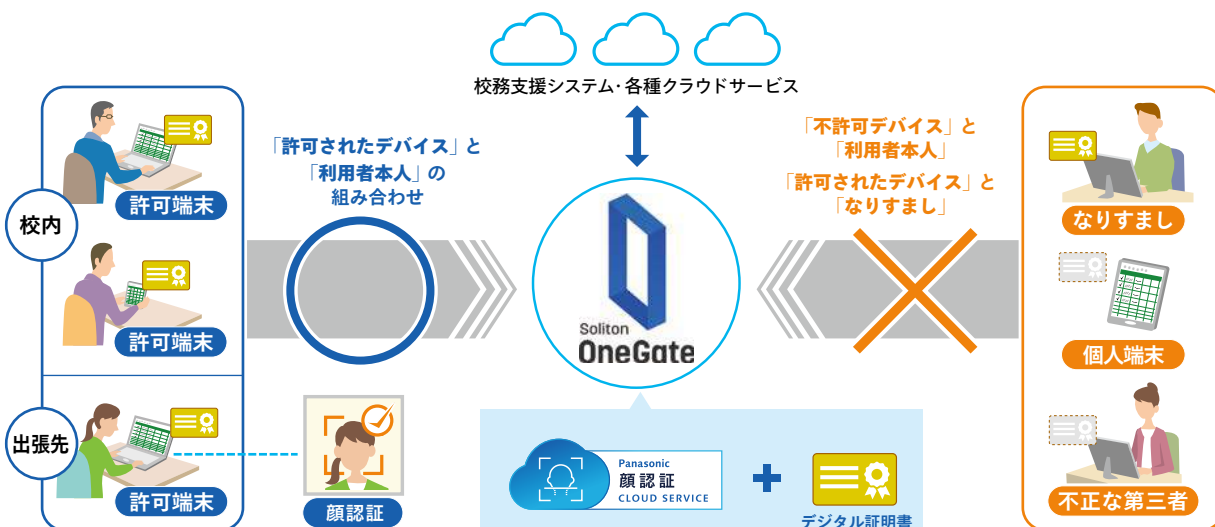 校務支援システム・各種クラウドサービス
校内
許可端末
許可端末
出張先
許可端末
「許可されたデバイス」と
「利用者本人」の
組み合わせ
顔認証
Soliton
OneGate
Panasonic
顔認証
CLOUD SERVICE
デジタル証明書
「不許可デバイス」と
「利用者本人」
「許可されたデバイス」と
「なりすまし」
なりすまし
個人端末
不正な第三者